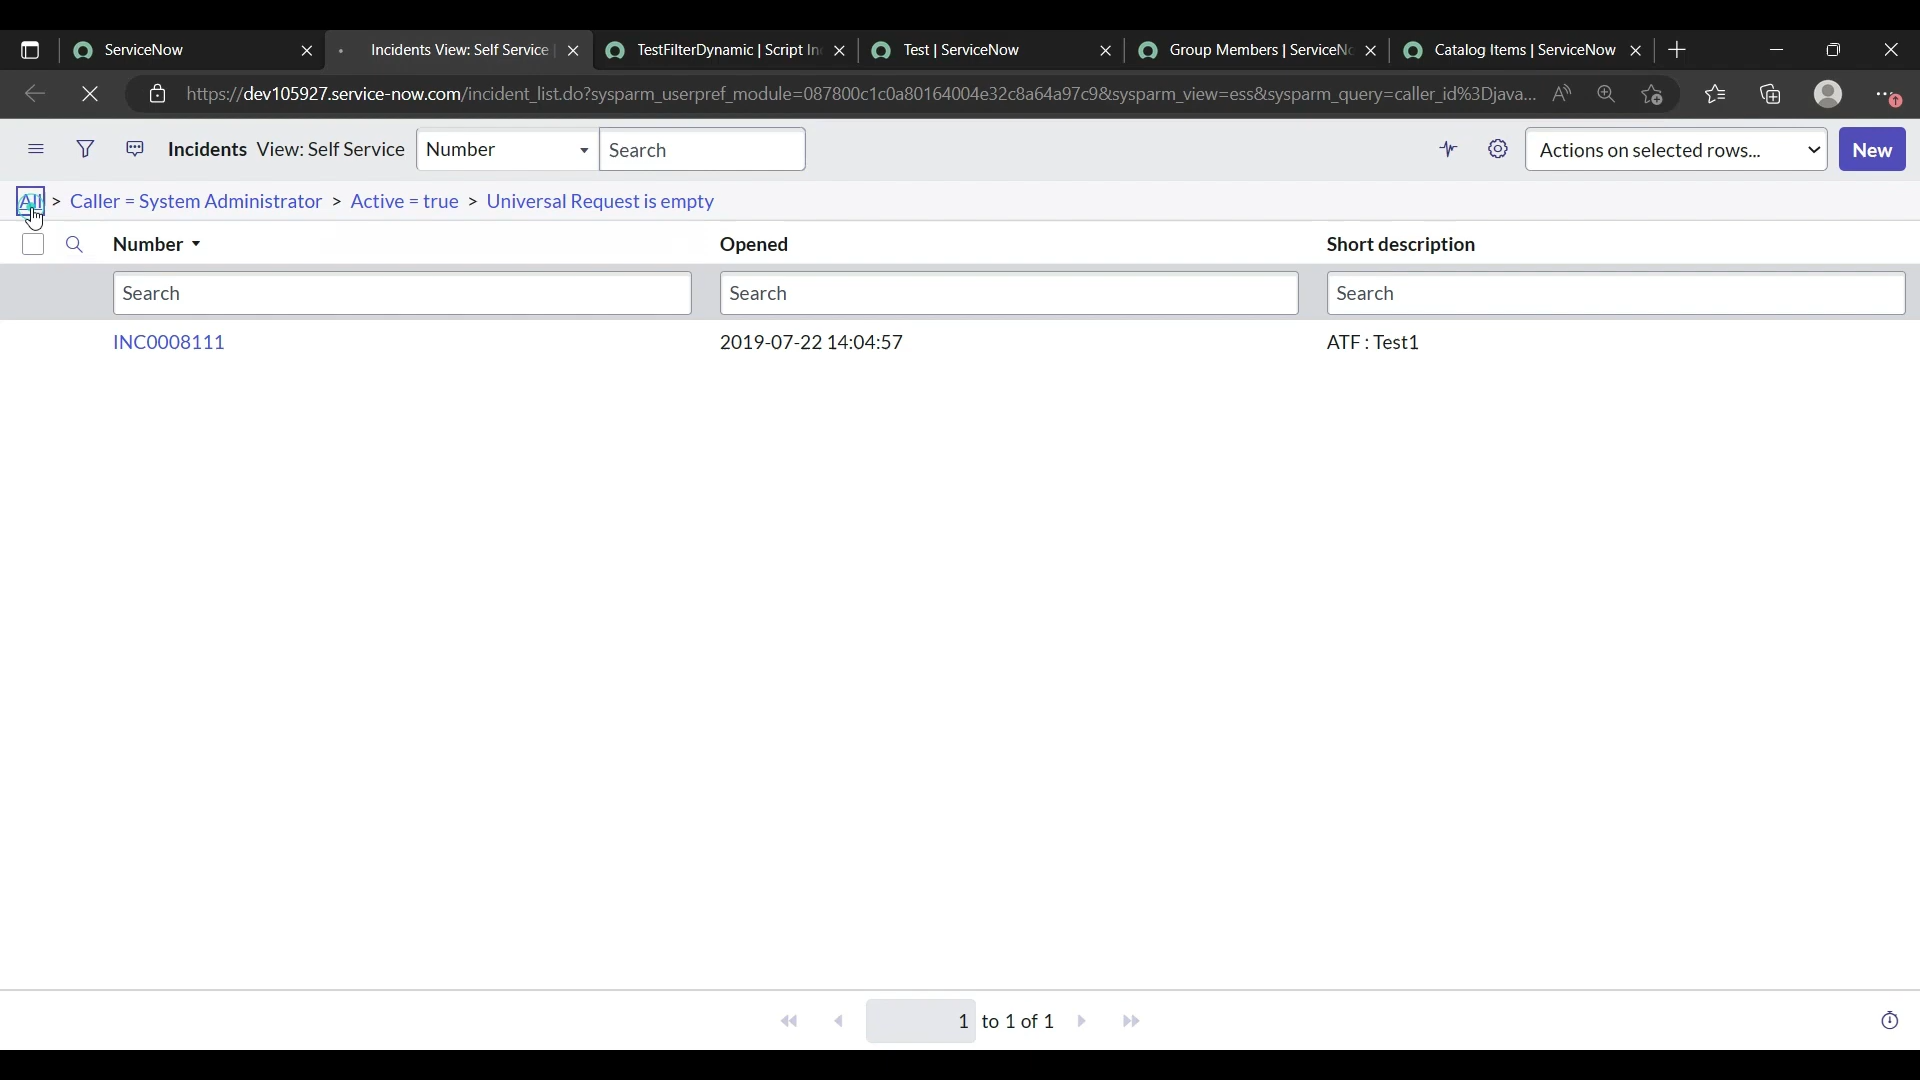 ServiceNow
Incidents View: Self Service |
TestFilterDynamic | Script In
Test | ServiceNow
Group Members | ServiceNo
Catalog Items | ServiceNow
https://dev105927.service-now.com/incident_list.do?sysparm_userpref_module=087800c1c0a80164004e32c8a64a97c9&sysparm_view=ess&sysparm_query=caller_id%3Djava...
Incidents View: Self Service
Number
Search
Actions on selected rows...
New
All > Caller = System Administrator > Active = true > Universal Request is empty
Number
Opened
Short description
Search
Search
Search
INC0008111
2019-07-22 14:04:57
ATF : Test1
1 to 1 of 1